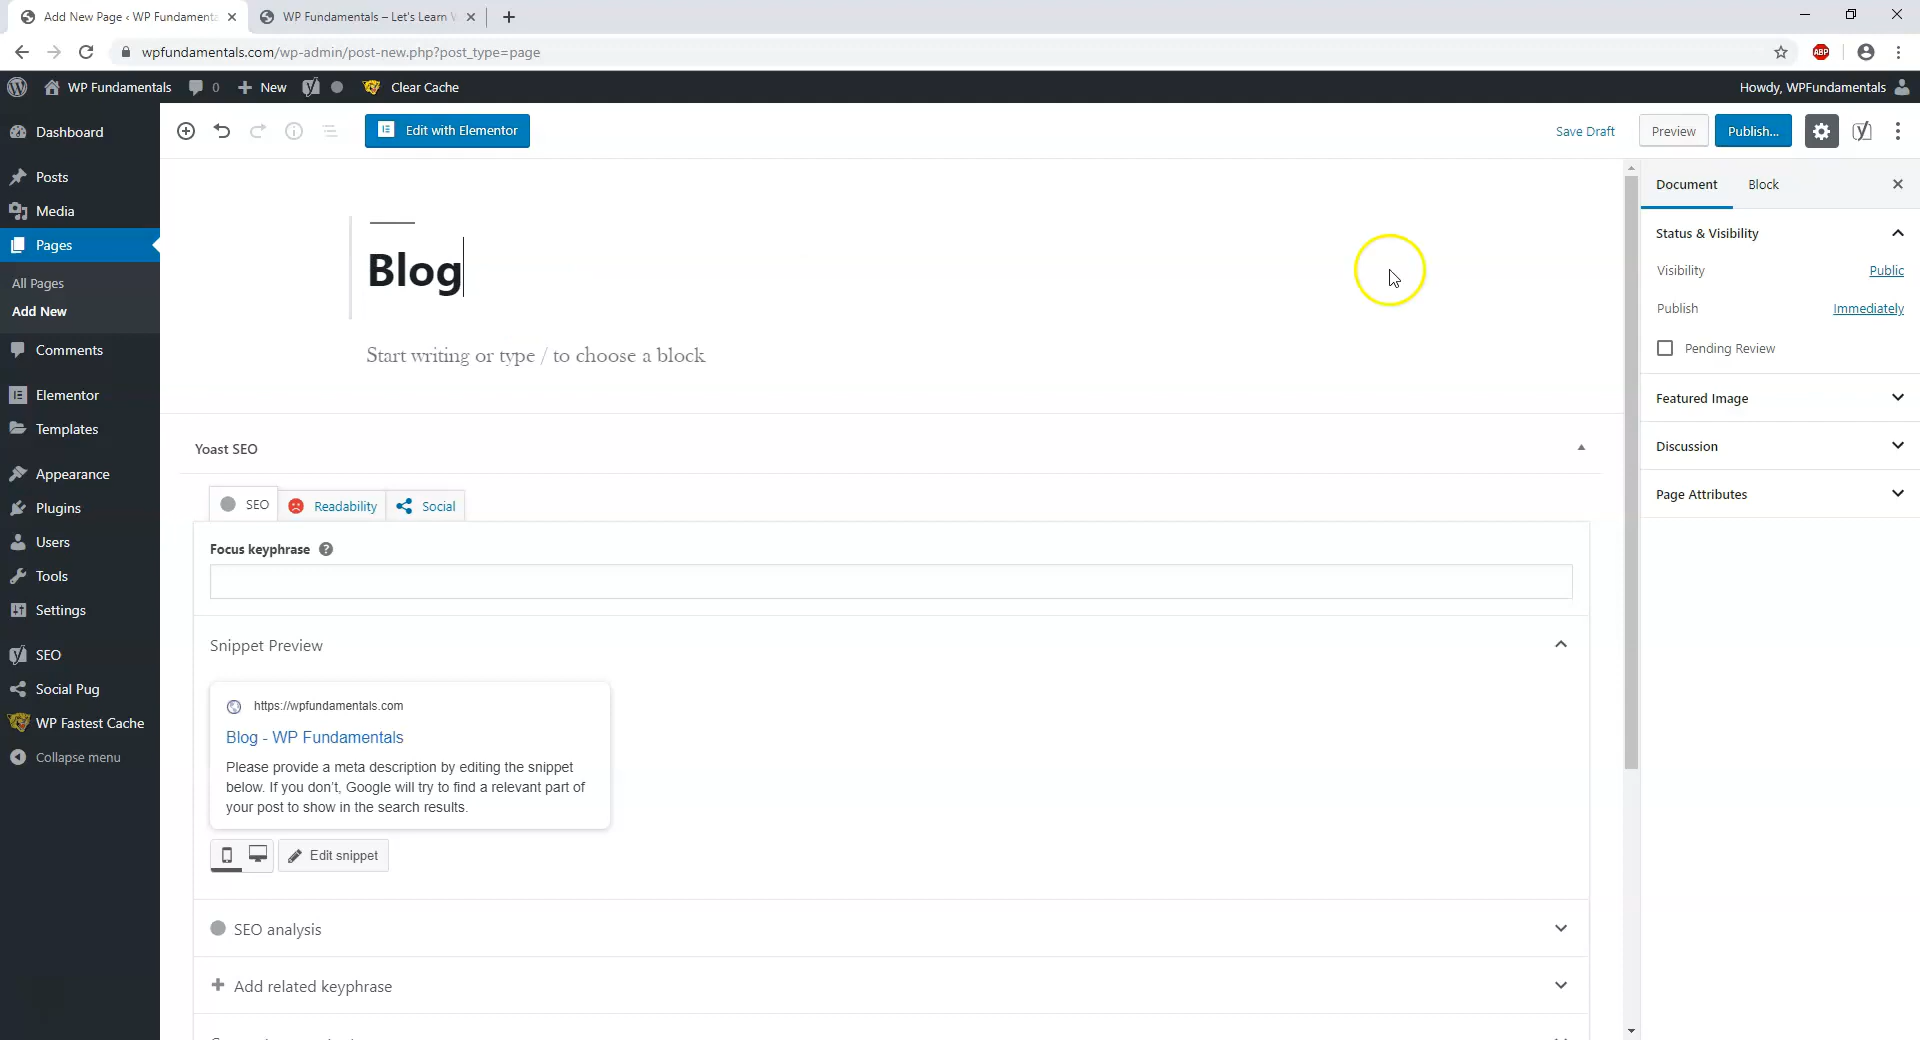 Add New Page ‹ WP Fundamenta
WP Fundamentals – Let's Learn
wpfundamentals.com/wp-admin/post-new.php?post_type=page
ABP
WP Fundamentals
0
New
Clear Cache
Howdy, WPFundamentals
Dashboard
Posts
Media
Pages
All Pages
Add New
Comments
Elementor
Templates
Appearance
Plugins
Users
Tools
Settings
SEO
Social Pug
WP Fastest Cache
Collapse menu
Edit with Elementor
Save Draft
Preview
Publish...
Blog
Start writing or type / to choose a block
Yoast SEO
SEO
Readability
Social
Focus keyphrase
Snippet Preview
https://wpfundamentals.com
Blog - WP Fundamentals
Please provide a meta description by editing the snippet
below. If you don't, Google will try to find a relevant part of
your post to show in the search results.
Edit snippet
SEO analysis
Add related keyphrase
Document
Block
Status & Visibility
Visibility
Public
Publish
Immediately
Pending Review
Featured Image
Discussion
Page Attributes